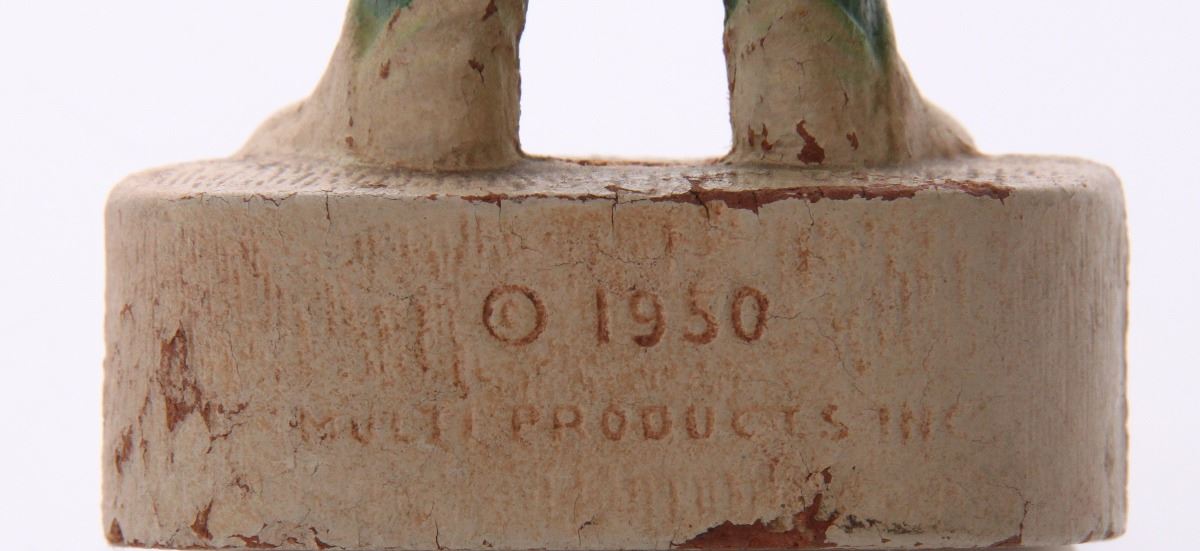 © 1950
MULTI PRODUCTS INC